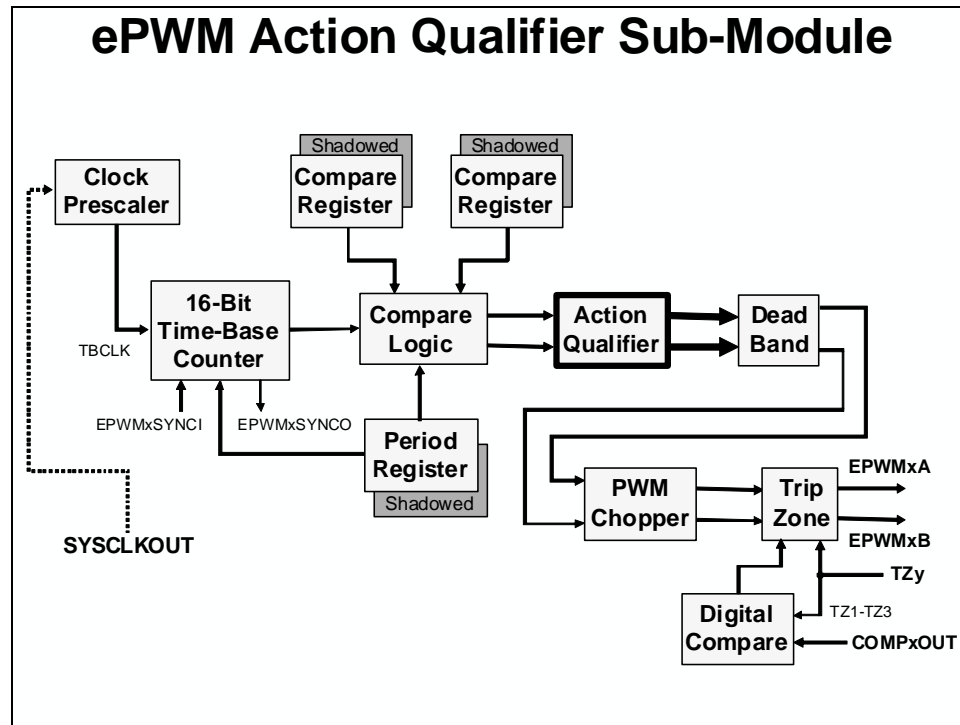 ePWM Action Qualifier Sub-Module
Shadowed
Compare
Register
Shadowed
Compare
Register
Clock
Prescaler
16-Bit
Time-Base
Counter
TBCLK
Compare
Logic
Action
Qualifier
Dead
Band
EPWMxSYNCI
EPWMxSYNCO
Period
Register
Shadowed
SYSCLKOUT
PWM
Chopper
Trip
Zone
EPWMxA
EPWMxB
TZy
TZ1-TZ3
Digital
Compare
COMPxOUT